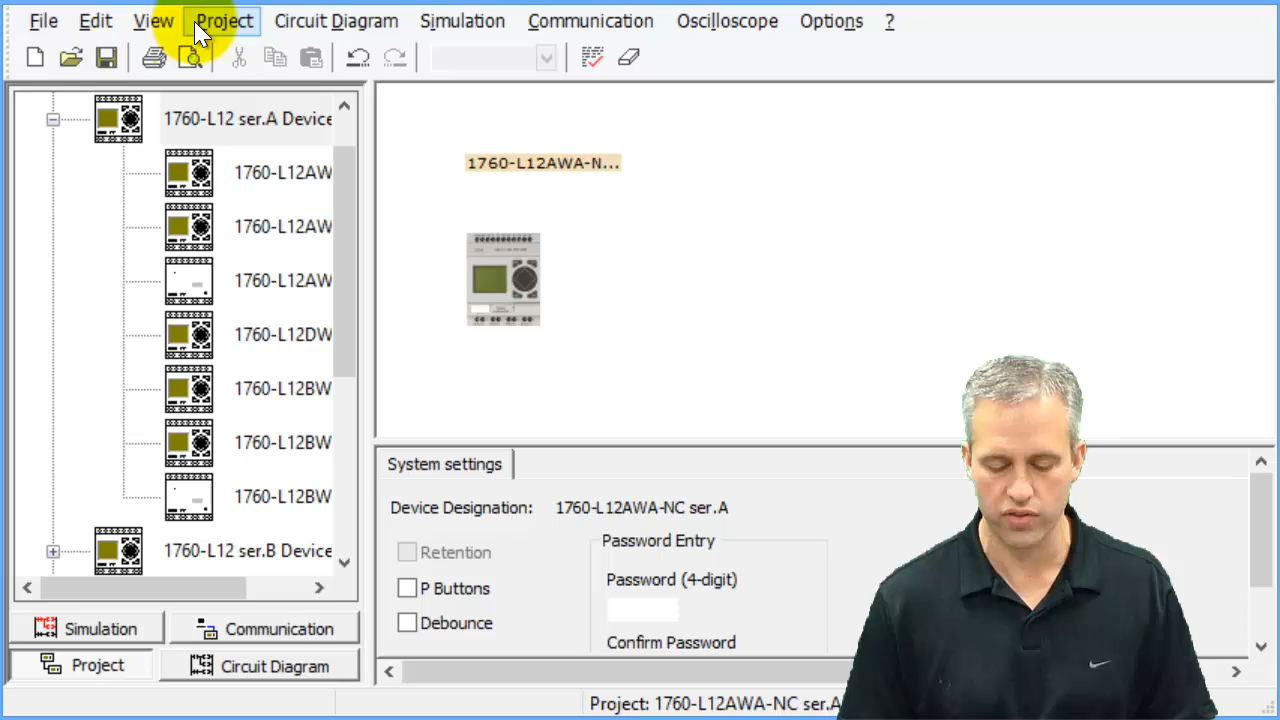 File Edit View Project Circuit Diagram Simulation Communication Oscilloscope Options ?
1760-L12 ser.A Device
1760-L12AW
1760-L12AW
1760-L12AW
1760-L12DW
1760-L12BW
1760-L12BW
1760-L12BW
1760-L12 ser.B Device
Simulation Communication
Project Circuit Diagram
1760-L12AWA-N...
System settings
Device Designation: 1760-L12AWA-NC ser.A
Retention
P Buttons
Debounce
Password Entry
Password (4-digit)
Confirm Password
Project: 1760-L12AWA-NC ser.A